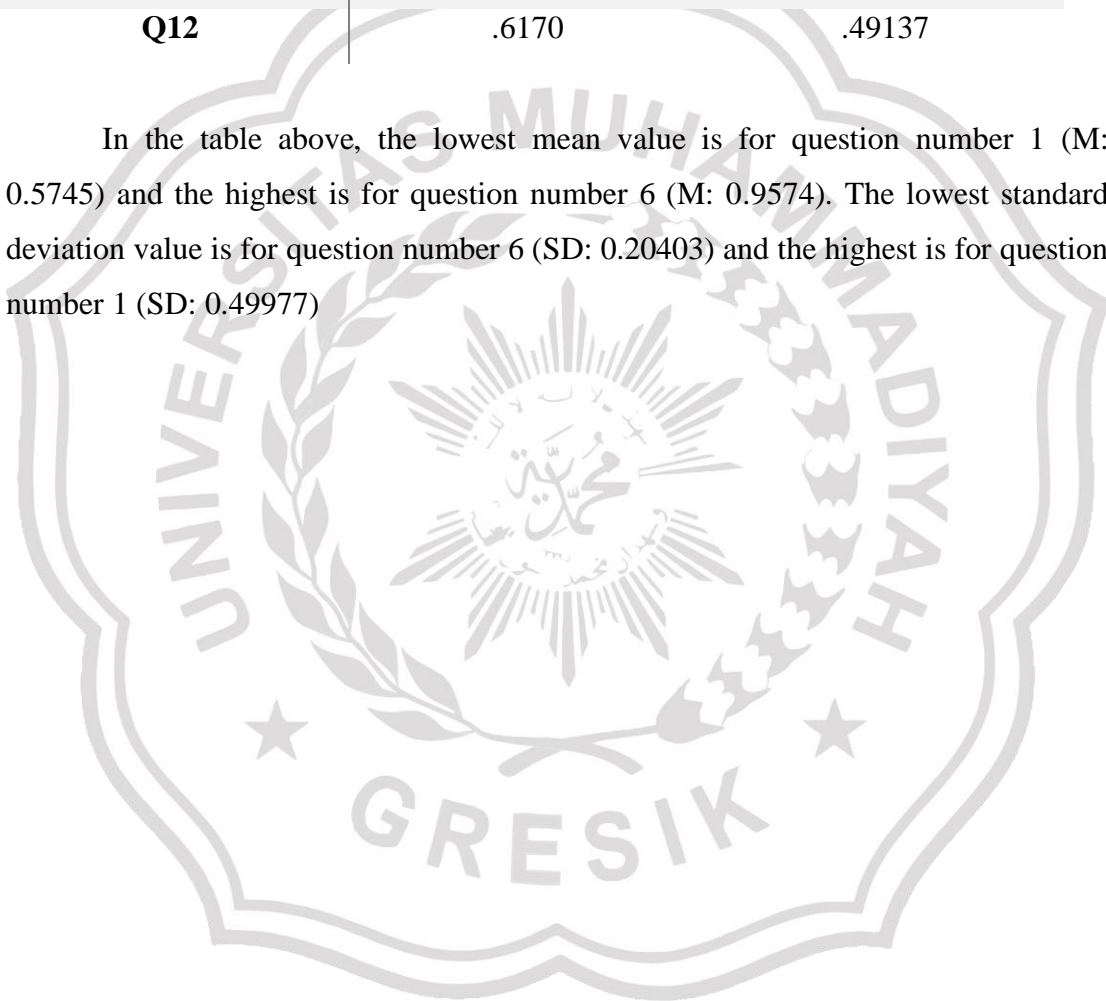 Q12 .6170 .49137
In the table above, the lowest mean value is for question number 1 (M:
0.5745) and the highest is for question number 6 (M: 0.9574). The lowest standard
deviation value is for question number 6 (SD: 0.20403) and the highest is for question
number 1 (SD: 0.49977)
UNIVERSITAS MUHAMMADIYAH
محمدية
GRESIK